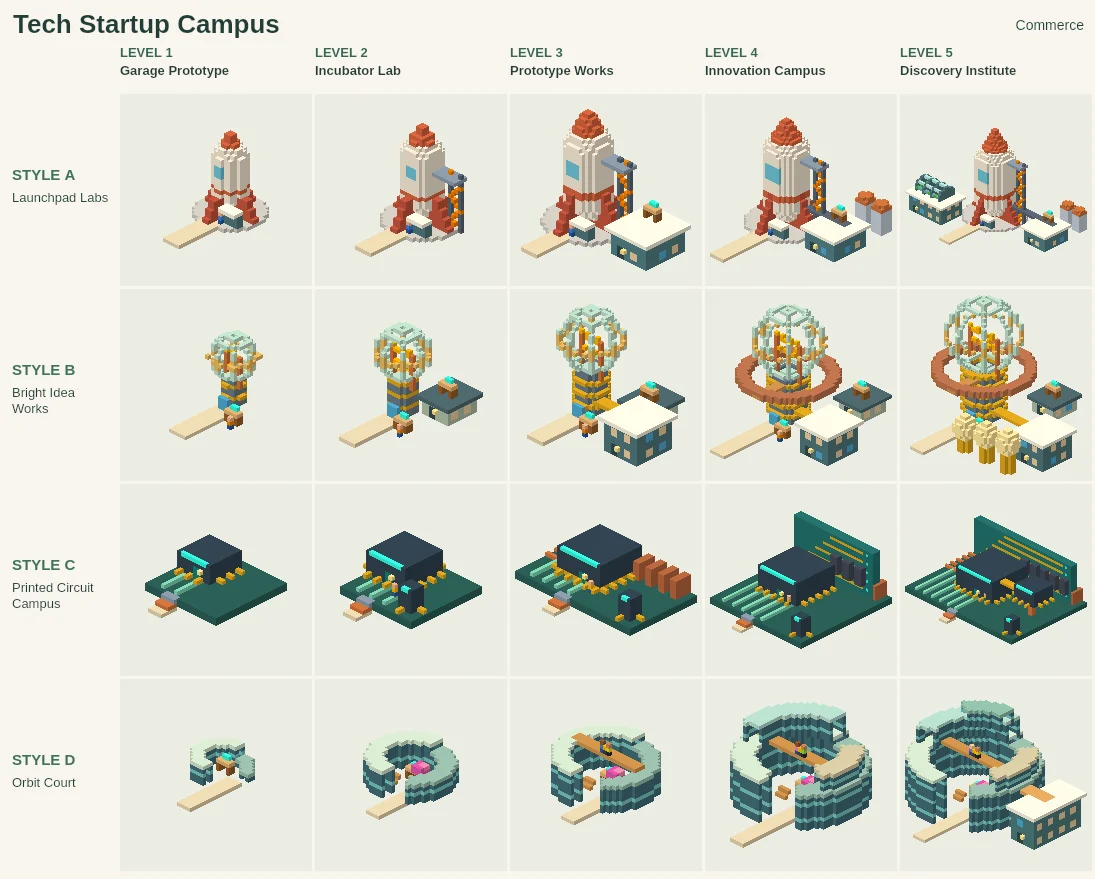 Tech Startup Campus
Commerce
LEVEL 1
Garage Prototype
LEVEL 2
Incubator Lab
LEVEL 3
Prototype Works
LEVEL 4
Innovation Campus
LEVEL 5
Discovery Institute
STYLE A
Launchpad Labs
STYLE B
Bright Idea
Works
STYLE C
Printed Circuit
Campus
STYLE D
Orbit Court